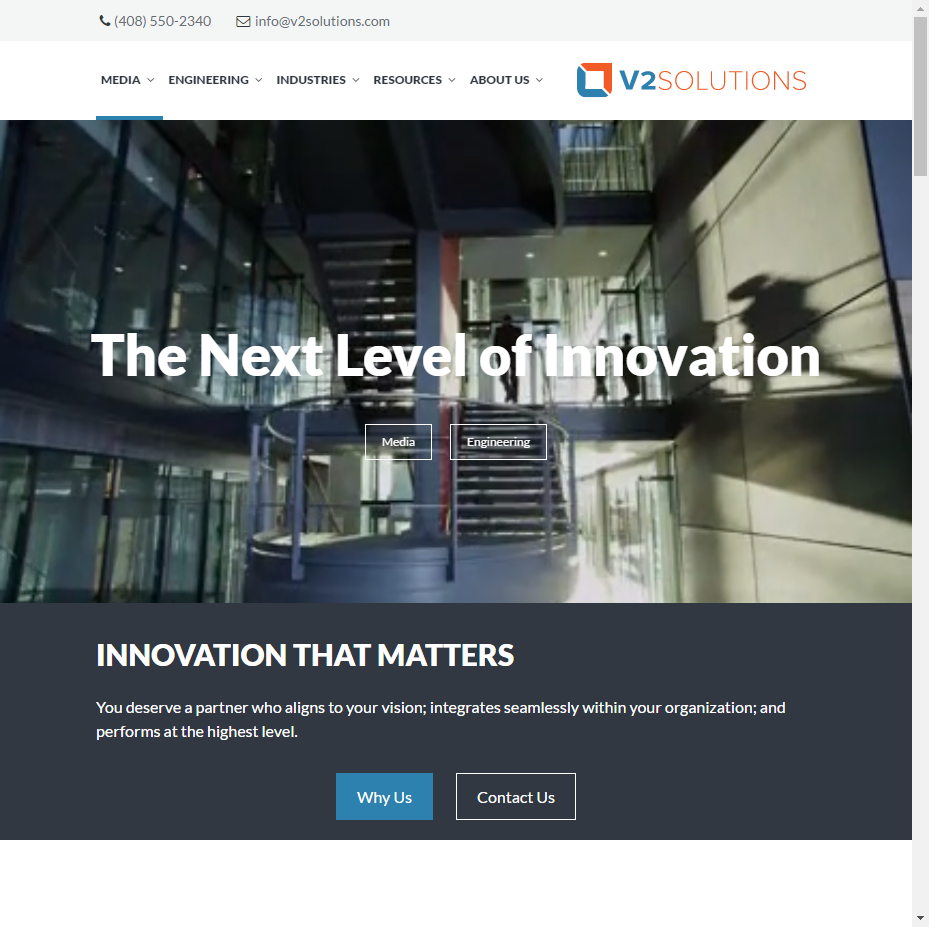 (408) 550-2340 info@v2solutions.com
MEDIA ENGINEERING INDUSTRIES RESOURCES ABOUT US V2SOLUTIONS
The Next Level of Innovation
Media Engineering
INNOVATION THAT MATTERS
You deserve a partner who aligns to your vision; integrates seamlessly within your organization; and
performs at the highest level.
Why Us Contact Us